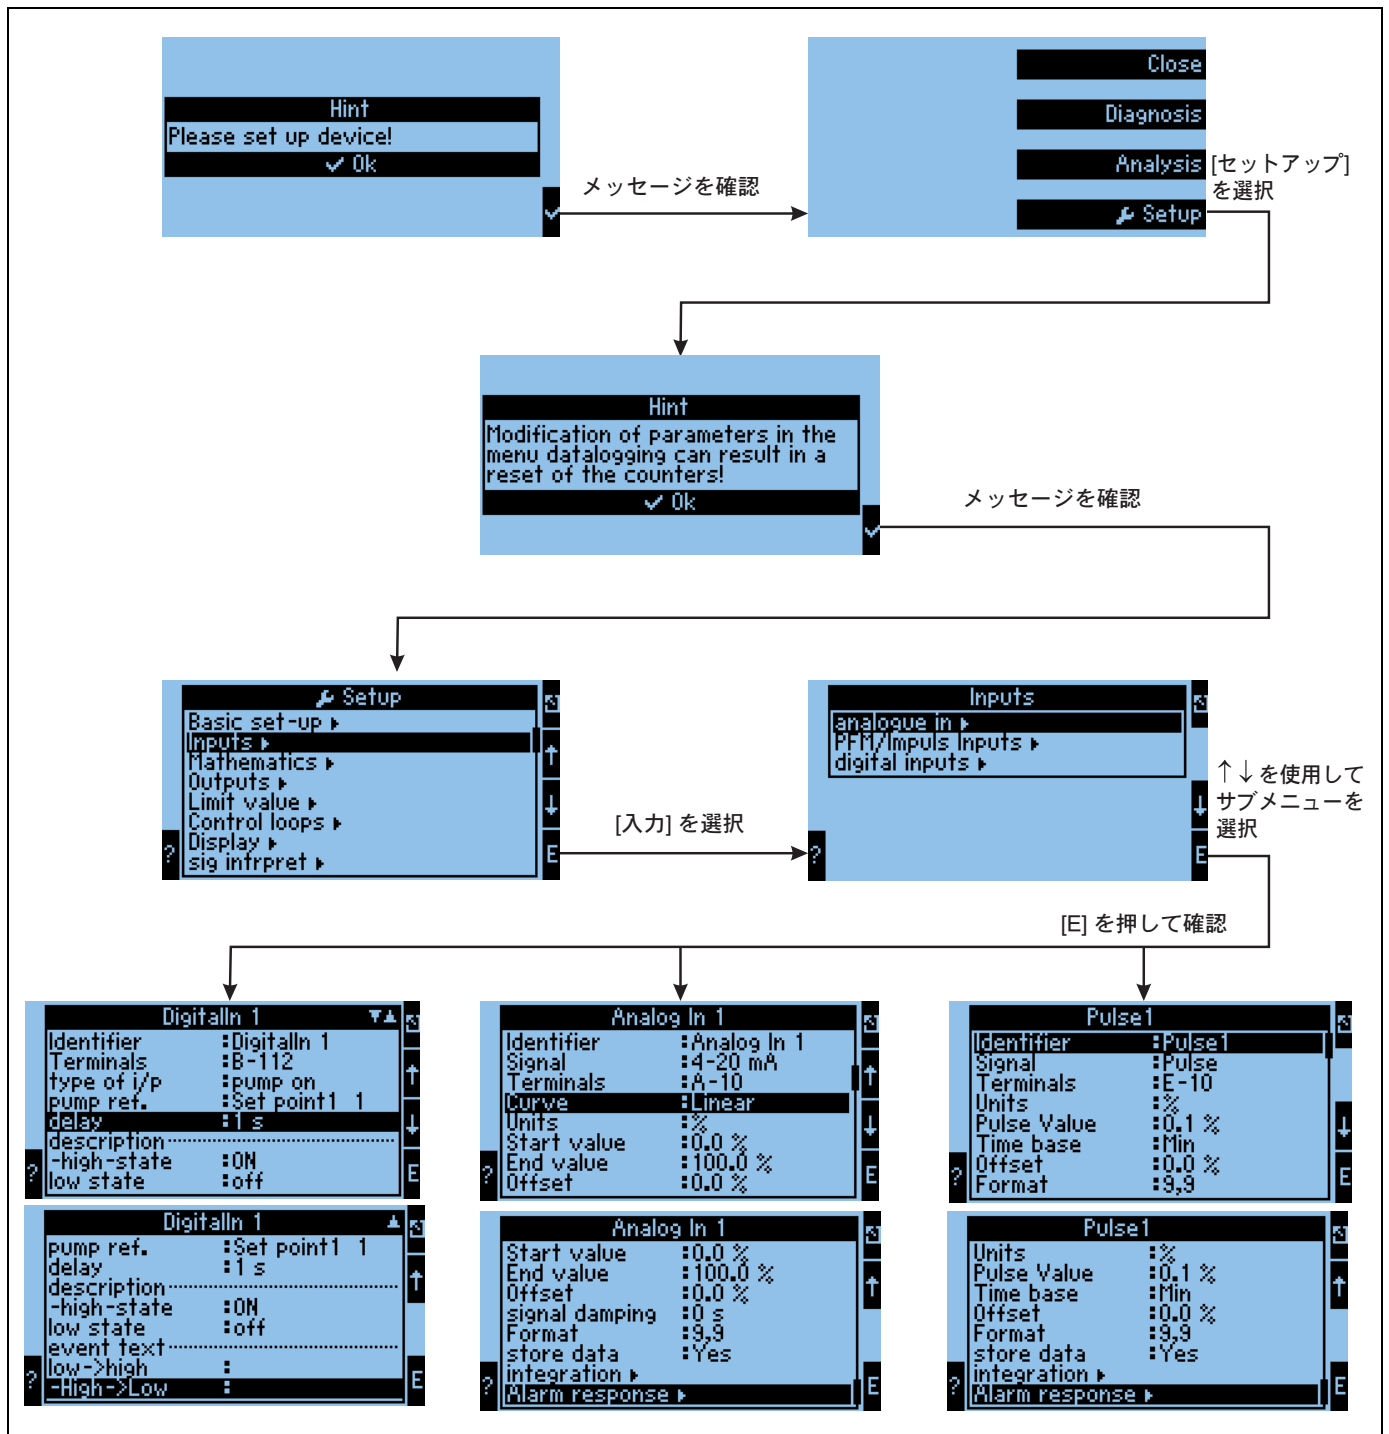 Hint
Please set up device!
✓ Ok
メッセージを確認
Close
Diagnosis
Analysis
Setup
[セットアップ]
を選択
Hint
Modification of parameters in the
menu datalogging can result in a
reset of the counters!
✓ Ok
メッセージを確認
Setup
Basic set-up
Inputs
Mathematics
Outputs
Limit value
Control loops
Display
sig intrpret
?
↑
↓
E
[入力] を選択
Inputs
analogue in
PFM/Impuls Inputs
digital inputs
?
↓
E
↑↓を使用して
サブメニューを
選択
[E] を押して確認
DigitalIn 1
Identifier :DigitalIn 1
Terminals :B-112
type of i/p :pump on
pump ref. :Set point1 1
delay :1 s
description
-high-state :ON
low state :off
?
↑
↓
E
Analog In 1
Identifier :Analog In 1
Signal :4-20 mA
Terminals :A-10
Curve :Linear
Units :%
Start value :0.0 %
End value :100.0 %
Offset :0.0 %
?
↑
↓
E
Pulse1
Identifier :Pulse1
Signal :Pulse
Terminals :E-10
Units :%
Pulse Value :0.1 %
Time base :Min
Offset :0.0 %
Format :9,9
?
↓
E
DigitalIn 1
pump ref. :Set point1 1
delay :1 s
description
-high-state :ON
low state :off
event text
low->high :
-High->Low :
?
↑
E
Analog In 1
Start value :0.0 %
End value :100.0 %
Offset :0.0 %
signal damping :0 s
Format :9,9
store data :Yes
integration
Alarm response
?
↑
E
Pulse1
Units :%
Pulse Value :0.1 %
Time base :Min
Offset :0.0 %
Format :9,9
store data :Yes
integration
Alarm response
?
↑
E